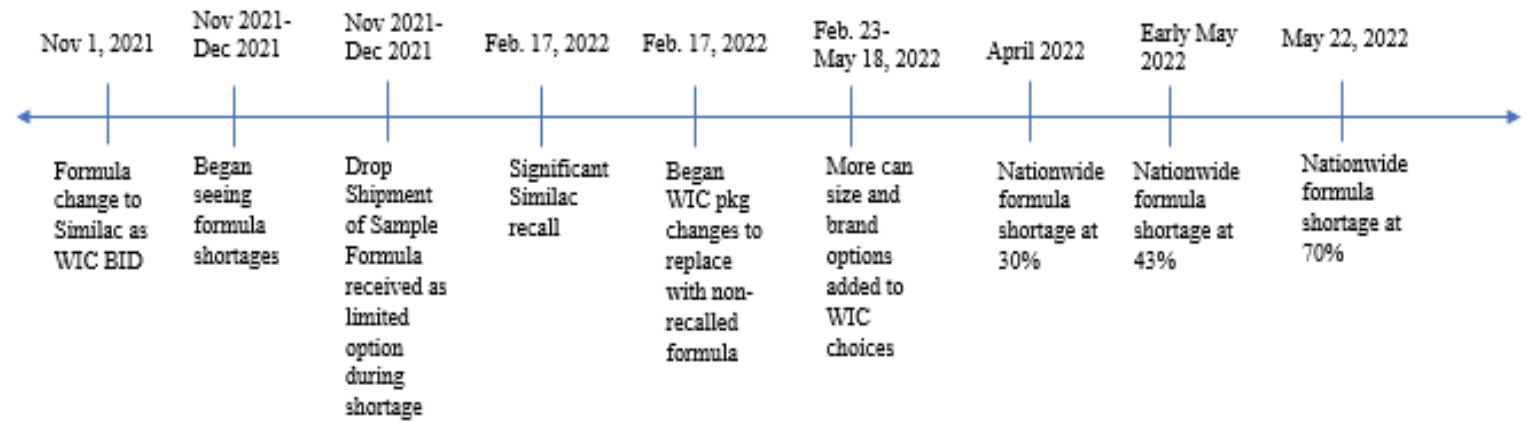 Nov 1, 2021
Nov 2021-
Dec 2021
Nov 2021-
Dec 2021
Feb. 17, 2022
Feb. 17, 2022
Feb. 23-
May 18, 2022
April 2022
Early May
2022
May 22, 2022
Formula
change to
Similac as
WIC BID
Began
seeing
formula
shortages
Drop
Shipment
of Sample
Formula
received as
limited
option
during
shortage
Significant
Similac
recall
Began
WIC pkg
changes to
replace
with non-
recalled
formula
More can
size and
brand
options
added to
WIC
choices
Nationwide
formula
shortage at
30%
Nationwide
formula
shortage at
43%
Nationwide
formula
shortage at
70%